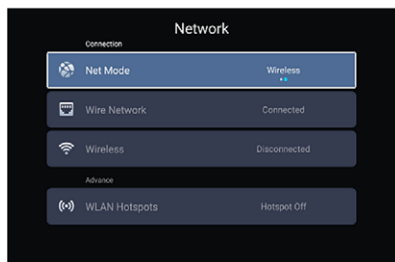 Network
Connection
Net Mode Wireless
Wire Network Connected
Wireless Disconnected
Advance
WLAN Hotspots Hotspot Off